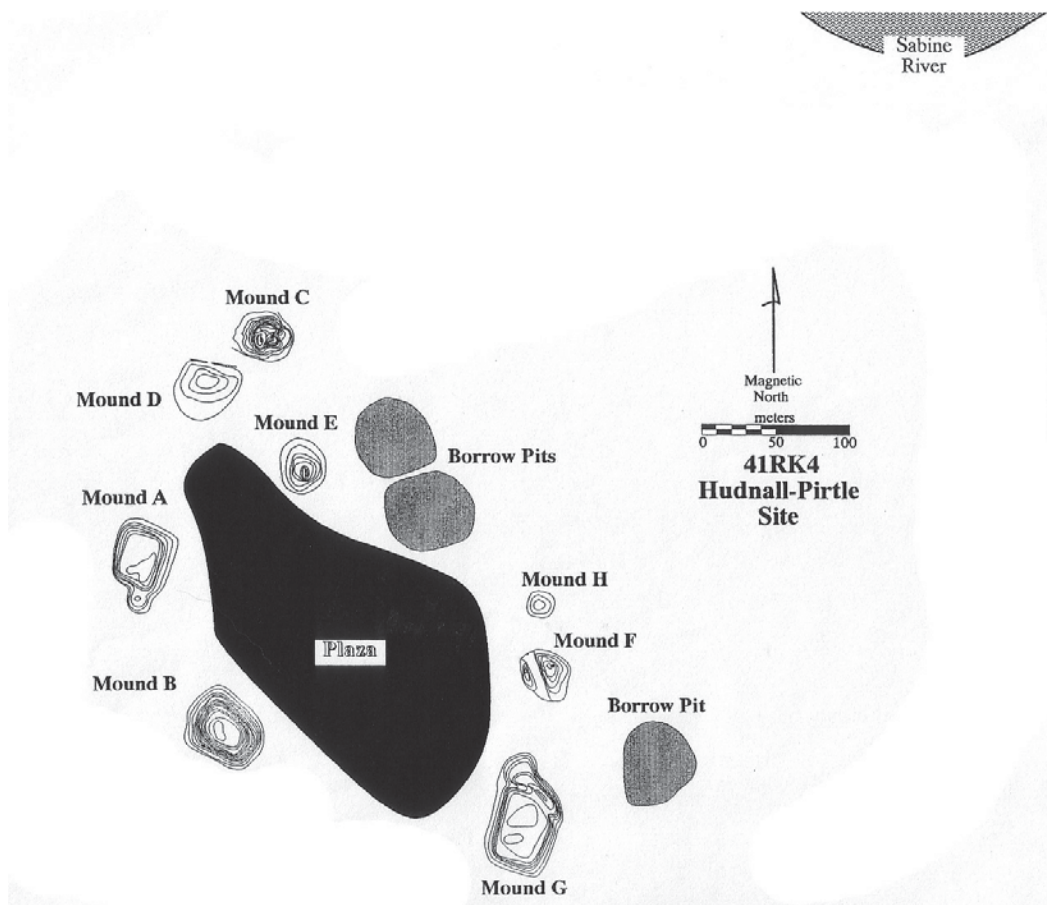 Sabine
River
Mound C
Mound D
Mound E
Borrow Pits
Magnetic
North
meters
0 50 100
41RK4
Hudnall-Pirtle
Site
Mound A
Mound H
Plaza
Mound F
Mound B
Borrow Pit
Mound G